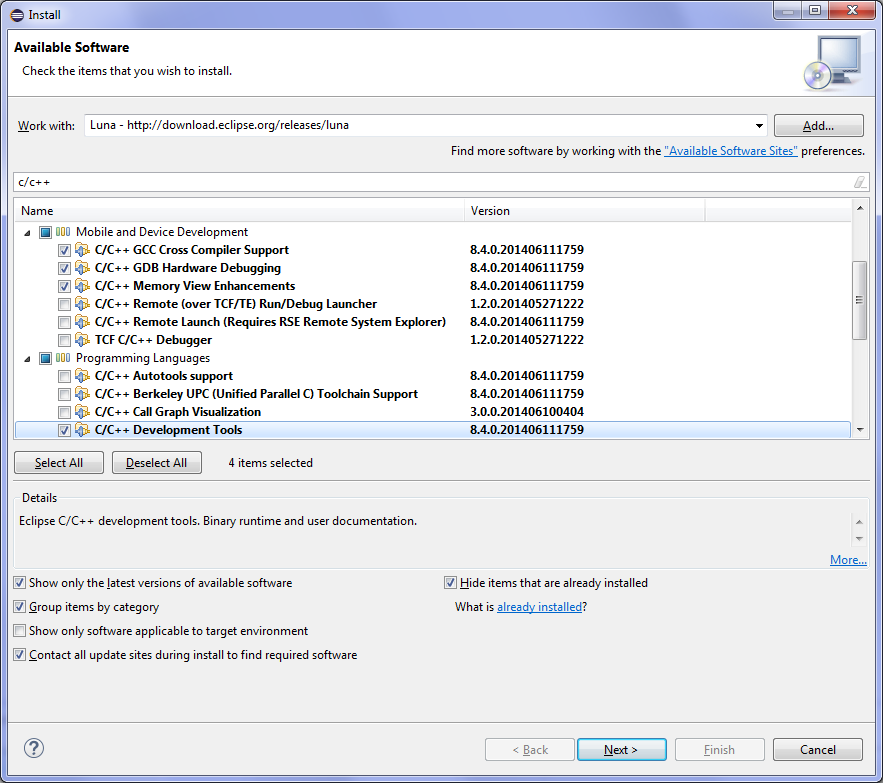 Install
Available Software
Check the items that you wish to install.
Work with: Luna - http://download.eclipse.org/releases/luna Add...
Find more software by working with the "Available Software Sites" preferences.
c/c++
Name Version
Mobile and Device Development
C/C++ GCC Cross Compiler Support 8.4.0.201406111759
C/C++ GDB Hardware Debugging 8.4.0.201406111759
C/C++ Memory View Enhancements 8.4.0.201406111759
C/C++ Remote (over TCF/TE) Run/Debug Launcher 1.2.0.201405271222
C/C++ Remote Launch (Requires RSE Remote System Explorer) 8.4.0.201406111759
TCF C/C++ Debugger 1.2.0.201405271222
Programming Languages
C/C++ Autotools support 8.4.0.201406111759
C/C++ Berkeley UPC (Unified Parallel C) Toolchain Support 8.4.0.201406111759
C/C++ Call Graph Visualization 3.0.0.201406100404
C/C++ Development Tools 8.4.0.201406111759
Select All Deselect All 4 items selected
Details
Eclipse C/C++ development tools. Binary runtime and user documentation.
More...
Show only the latest versions of available software Hide items that are already installed
Group items by category What is already installed?
Show only software applicable to target environment
Contact all update sites during install to find required software
? < Back Next > Finish Cancel